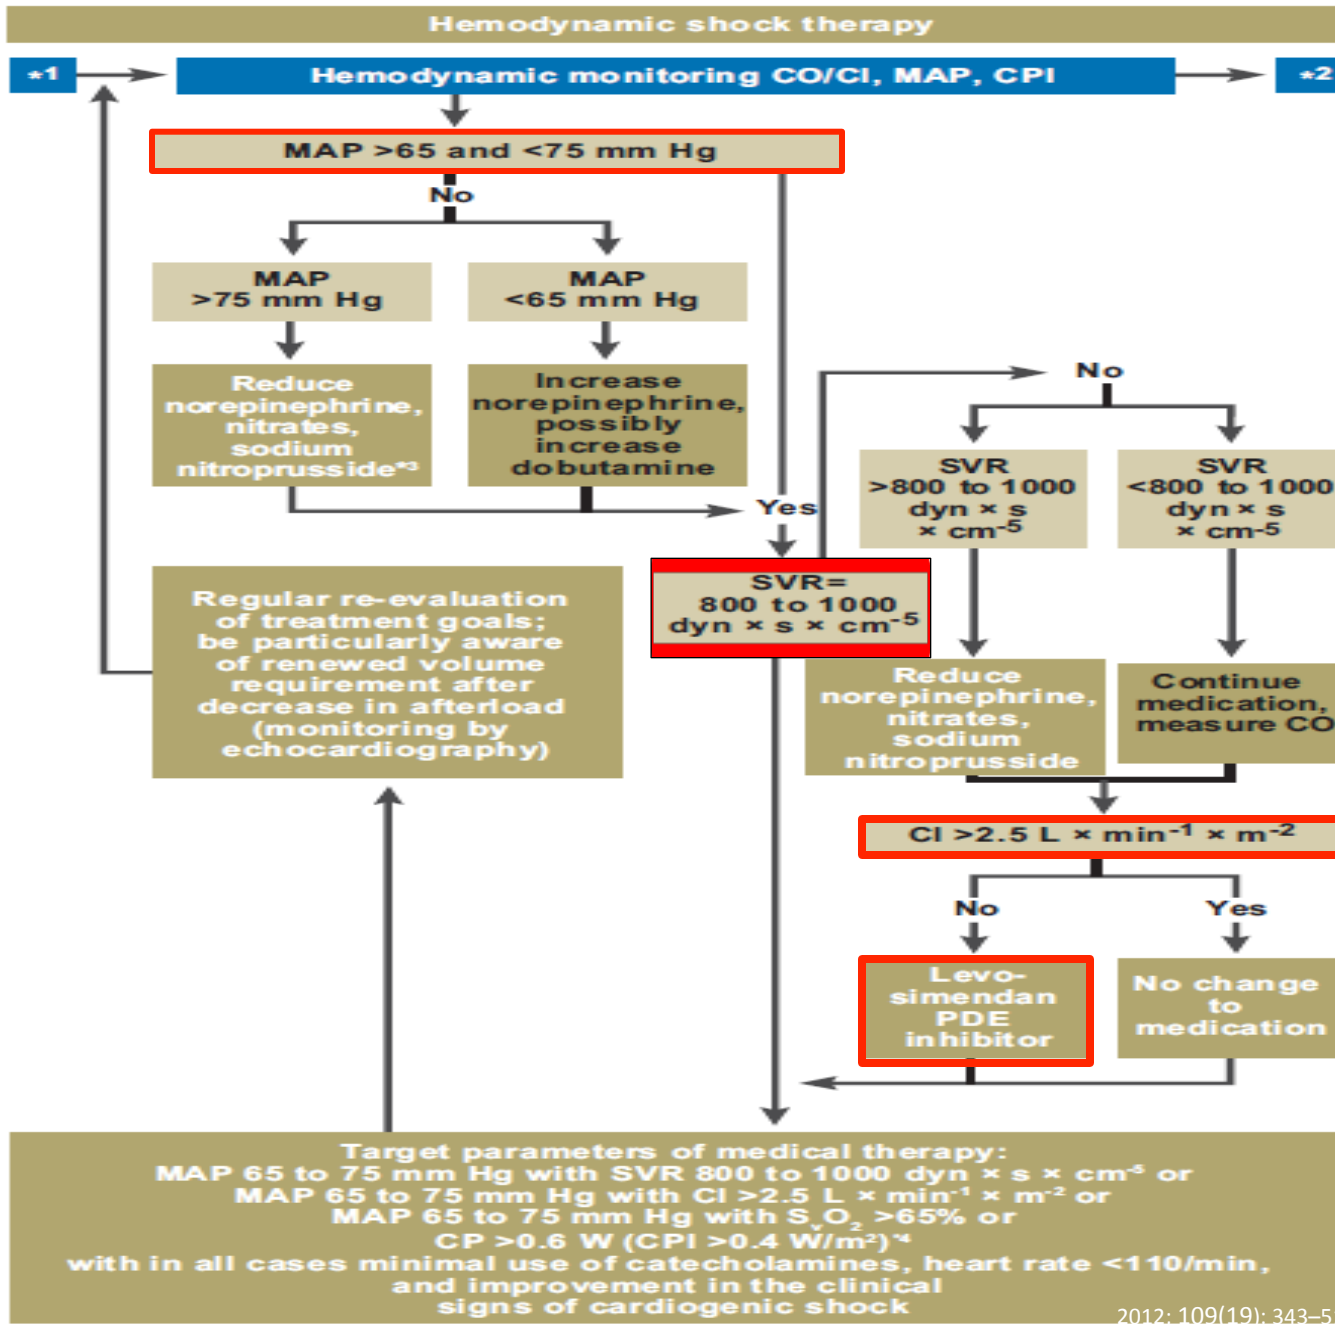 Hemodynamic shock therapy
*1
Hemodynamic monitoring CO/CI, MAP, CPI
*2
MAP >65 and <75 mm Hg
No
MAP
>75 mm Hg
MAP
<65 mm Hg
Reduce
norepinephrine,
nitrates,
sodium
nitroprusside*3
Increase
norepinephrine,
possibly
increase
dobutamine
Yes
No
SVR
>800 to 1000
dyn × s
× cm-5
SVR
<800 to 1000
dyn × s
× cm-5
SVR=
800 to 1000
dyn × s × cm-5
Regular re-evaluation
of treatment goals;
be particularly aware
of renewed volume
requirement after
decrease in afterload
(monitoring by
echocardiography)
Reduce
norepinephrine,
nitrates,
sodium
nitroprusside
Continue
medication,
measure CO
CI >2.5 L × min-1 × m-2
No
Yes
Levo-
simendan
PDE
inhibitor
No change
to
medication
Target parameters of medical therapy:
MAP 65 to 75 mm Hg with SVR 800 to 1000 dyn × s × cm-5 or
MAP 65 to 75 mm Hg with CI >2.5 L × min-1 × m-2 or
MAP 65 to 75 mm Hg with SvO2 >65% or
CP >0.6 W (CPI >0.4 W/m²)*4
with in all cases minimal use of catecholamines, heart rate <110/min,
and improvement in the clinical
signs of cardiogenic shock
2012; 109(19): 343–5